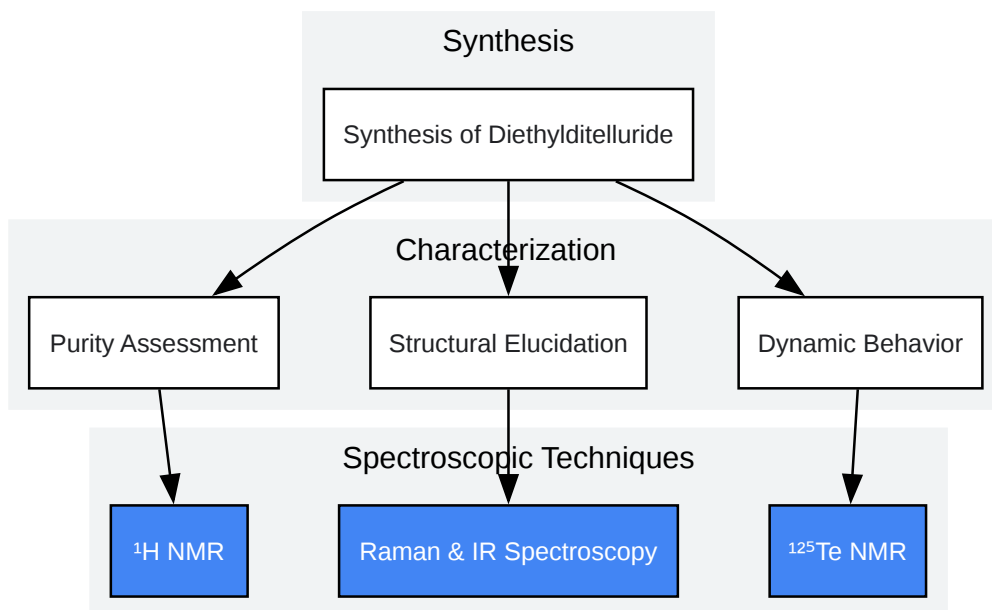 Synthesis
Synthesis of Diethylditelluride
Characterization
Purity Assessment
Structural Elucidation
Dynamic Behavior
Spectroscopic Techniques
¹H NMR
Raman & IR Spectroscopy
¹²⁵Te NMR